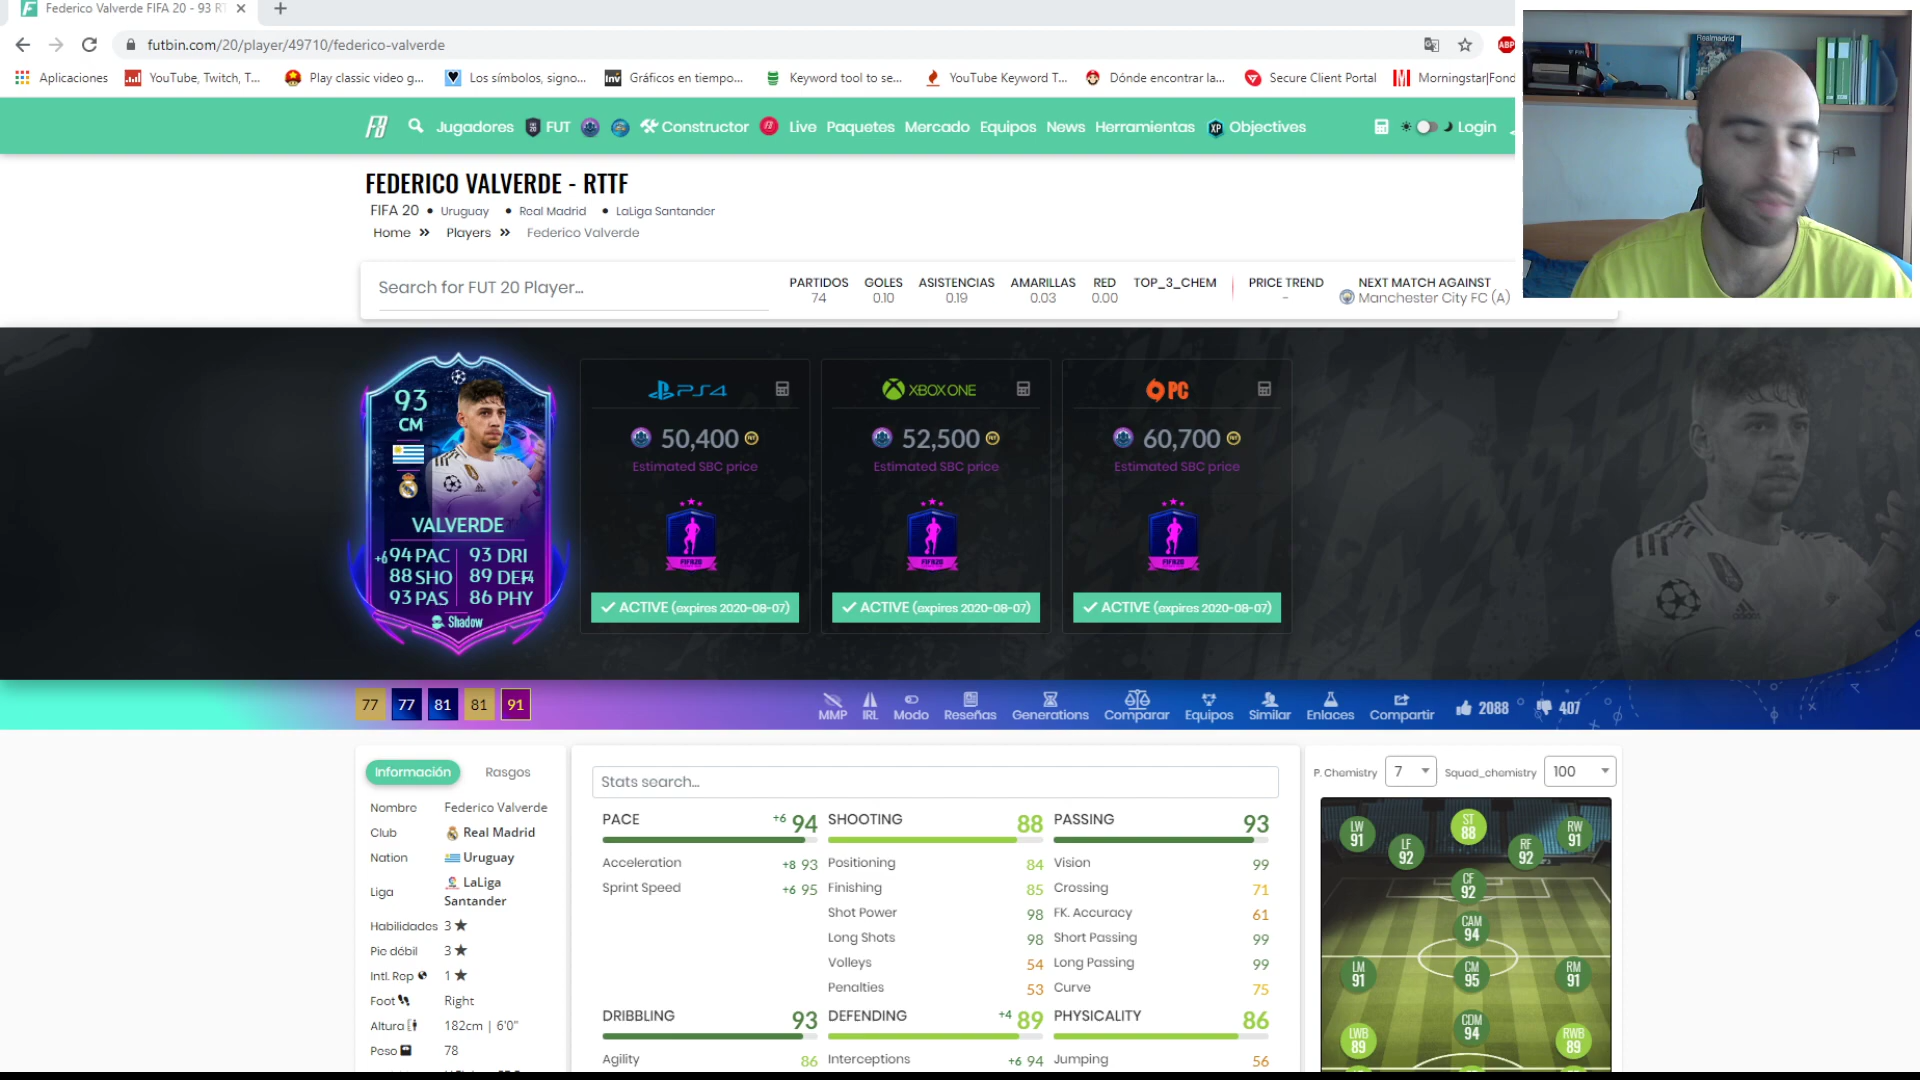 Federico Valverde FIFA 20 - 93 RT
futbin.com/20/player/49710/federico-valverde
ABP
Aplicaciones YouTube, Twitch, T... Play classic video g... Los símbolos, signo... Gráficos en tiempo... Keyword tool to se... YouTube Keyword T... Dónde encontrar la... Secure Client Portal Morningstar|Fond
Realmadrid
Jugadores FUT Constructor Live Paquetes Mercado Equipos News Herramientas XP Objectives Login
FEDERICO VALVERDE - RTTF
FIFA 20 • Uruguay • Real Madrid • LaLiga Santander
Home » Players » Federico Valverde
Search for FUT 20 Player...
PARTIDOS GOLES ASISTENCIAS AMARILLAS RED TOP_3_CHEM PRICE TREND NEXT MATCH AGAINST
74 0.10 0.19 0.03 0.00 - Manchester City FC (A)
93
CM
VALVERDE
+6 94 PAC 93 DRI
88 SHO 89 DEF
93 PAS 86 PHY
Shadow
PS4 XBOX ONE PC
50,400 52,500 60,700
Estimated SBC price Estimated SBC price Estimated SBC price
FIFA20 FIFA20 FIFA20
ACTIVE (expires 2020-08-07) ACTIVE (expires 2020-08-07) ACTIVE (expires 2020-08-07)
77 77 81 81 91
MMP IRL Modo Reseñas Generations Comparar Equipos Similar Enlaces Compartir 2088 407
Información Rasgos
Nombre Federico Valverde
Club Real Madrid
Nation Uruguay
Liga LaLiga Santander
Habilidades 3
Pie débil 3
Intl. Rep 1
Foot Right
Altura 182cm | 6'0"
Peso 78
Stats search...
PACE +6 94 SHOOTING 88 PASSING 93
Acceleration +8 93 Positioning 84 Vision 99
Sprint Speed +6 95 Finishing 85 Crossing 71
Shot Power 98 FK. Accuracy 61
Long Shots 98 Short Passing 99
Volleys 54 Long Passing 99
Penalties 53 Curve 75
DRIBBLING 93 DEFENDING +4 89 PHYSICALITY 86
Agility 86 Interceptions +6 94 Jumping 56
P. Chemistry 7 Squad_chemistry 100
LW 91 ST 88 RW 91
LF 92 RF 92
CF 92
CAM 94
LM 91 CM 95 RM 91
LWB 89 CDM 94 RWB 89